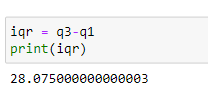 iqr = q3-q1
print(iqr)
28.075000000000003